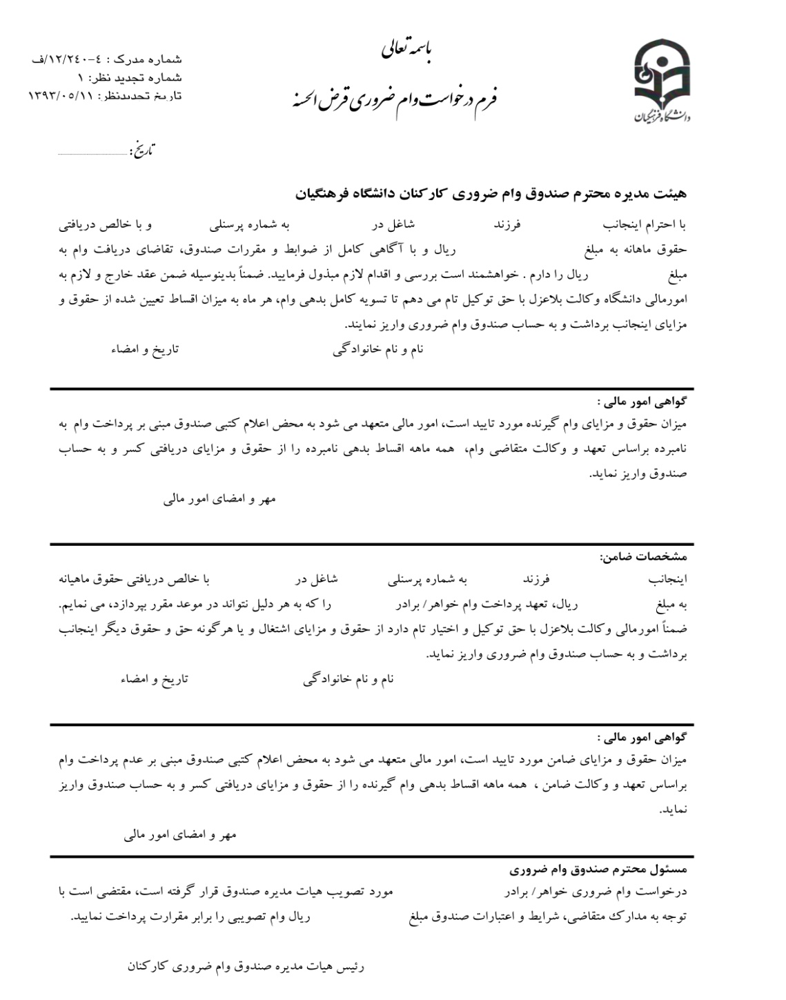 باسمه تعالی
فرم درخواست وام ضروری قرض الحسنه
دانشگاه فرهنگیان
شماره مدرک : ٤-١٢/٢٤٠/ف
شماره تجدید نظر: ١
تاریخ تجدیدنظر: ١٣٩٣/٠٥/١١
تاریخ: ....................
هیئت مدیره محترم صندوق وام ضروری کارکنان دانشگاه فرهنگیان
با احترام اینجانب فرزند شاغل در به شماره پرسنلی و با خالص دریافتی
حقوق ماهانه به مبلغ ریال و با آگاهی کامل از ضوابط و مقررات صندوق، تقاضای دریافت وام به
مبلغ ریال را دارم . خواهشمند است بررسی و اقدام لازم مبذول فرمایید. ضمناً بدینوسیله ضمن عقد خارج و لازم به
امورمالی دانشگاه وکالت بلاعزل با حق توکیل تام می دهم تا تسویه کامل بدهی وام، هر ماه به میزان اقساط تعیین شده از حقوق و
مزایای اینجانب برداشت و به حساب صندوق وام ضروری واریز نمایند.
نام و نام خانوادگی تاریخ و امضاء
گواهی امور مالی :
میزان حقوق و مزایای وام گیرنده مورد تایید است، امور مالی متعهد می شود به محض اعلام کتبی صندوق مبنی بر پرداخت وام به
نامبرده براساس تعهد و وکالت متقاضی وام، همه ماهه اقساط بدهی نامبرده را از حقوق و مزایای دریافتی کسر و به حساب
صندوق واریز نماید.
مهر و امضای امور مالی
مشخصات ضامن:
اینجانب فرزند به شماره پرسنلی شاغل در با خالص دریافتی حقوق ماهیانه
به مبلغ ریال، تعهد پرداخت وام خواهر/ برادر را که به هر دلیل نتواند در موعد مقرر بپردازد، می نمایم.
ضمناً امورمالی وکالت بلاعزل با حق توکیل و اختیار تام دارد از حقوق و مزایای اشتغال و یا هرگونه حق و حقوق دیگر اینجانب
برداشت و به حساب صندوق وام ضروری واریز نماید.
نام و نام خانوادگی تاریخ و امضاء
گواهی امور مالی :
میزان حقوق و مزایای ضامن مورد تایید است، امور مالی متعهد می شود به محض اعلام کتبی صندوق مبنی بر عدم پرداخت وام
براساس تعهد و وکالت ضامن ، همه ماهه اقساط بدهی وام گیرنده را از حقوق و مزایای دریافتی کسر و به حساب صندوق واریز
نماید.
مهر و امضای امور مالی
مسئول محترم صندوق وام ضروری
درخواست وام ضروری خواهر/ برادر مورد تصویب هیات مدیره صندوق قرار گرفته است، مقتضی است با
توجه به مدارک متقاضی، شرایط و اعتبارات صندوق مبلغ ریال وام تصویبی را برابر مقرارت پرداخت نمایید.
رئیس هیات مدیره صندوق وام ضروری کارکنان